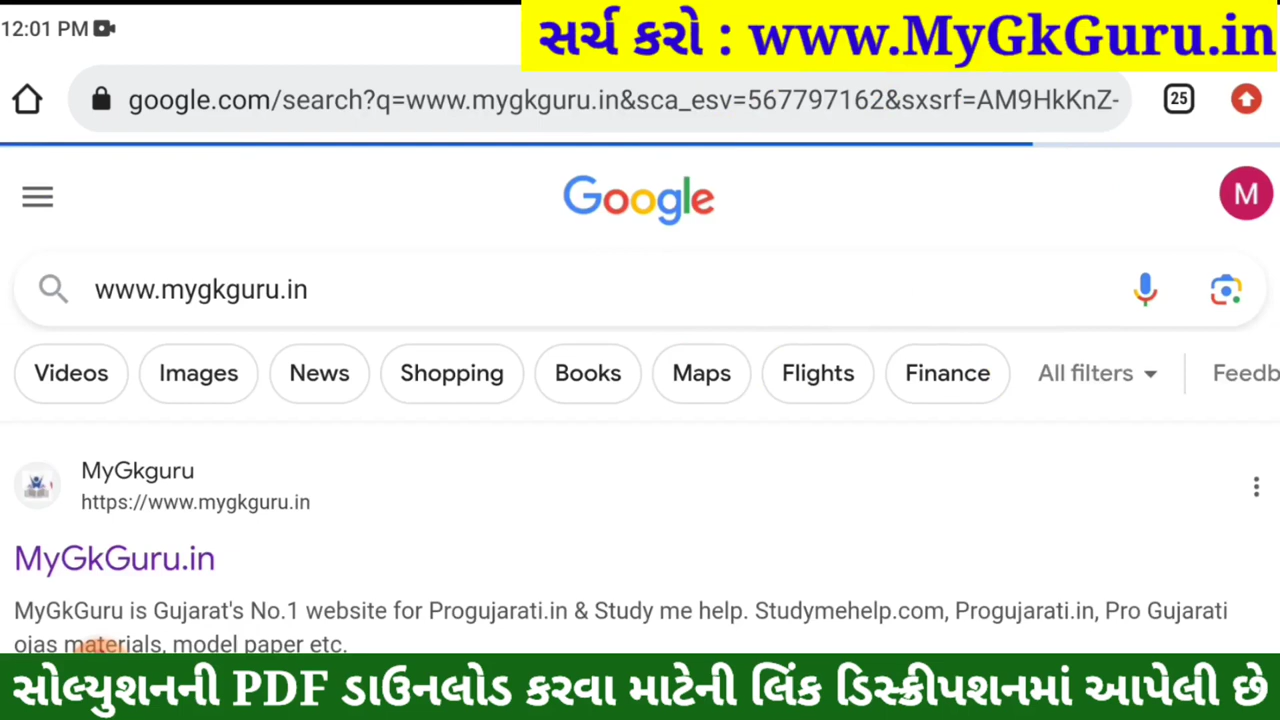 12:01 PM
સર્ચ કરો : www.MyGkGuru.in
google.com/search?q=www.mygkguru.in&sca_esv=567797162&sxsrf=AM9HkKnZ-
25
Google
M
www.mygkguru.in
Videos Images News Shopping Books Maps Flights Finance All filters Feedb
MyGkguru
https://www.mygkguru.in
MyGkGuru.in
MyGkGuru is Gujarat's No.1 website for Progujarati.in & Study me help. Studymehelp.com, Progujarati.in, Pro Gujarati
ojas materials, model paper etc.
સોલ્યુશનની PDF ડાઉનલોડ કરવા માટેની લિંક ડિસ્ક્રીપશનમાં આપેલી છે